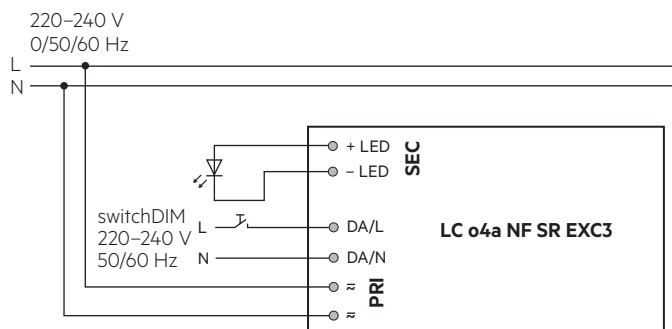 220–240 V
0/50/60 Hz
L
N
+ LED
– LED
SEC
switchDIM
220–240 V
50/60 Hz
L
N
DA/L
DA/N
LC o4a NF SR EXC3
PRI